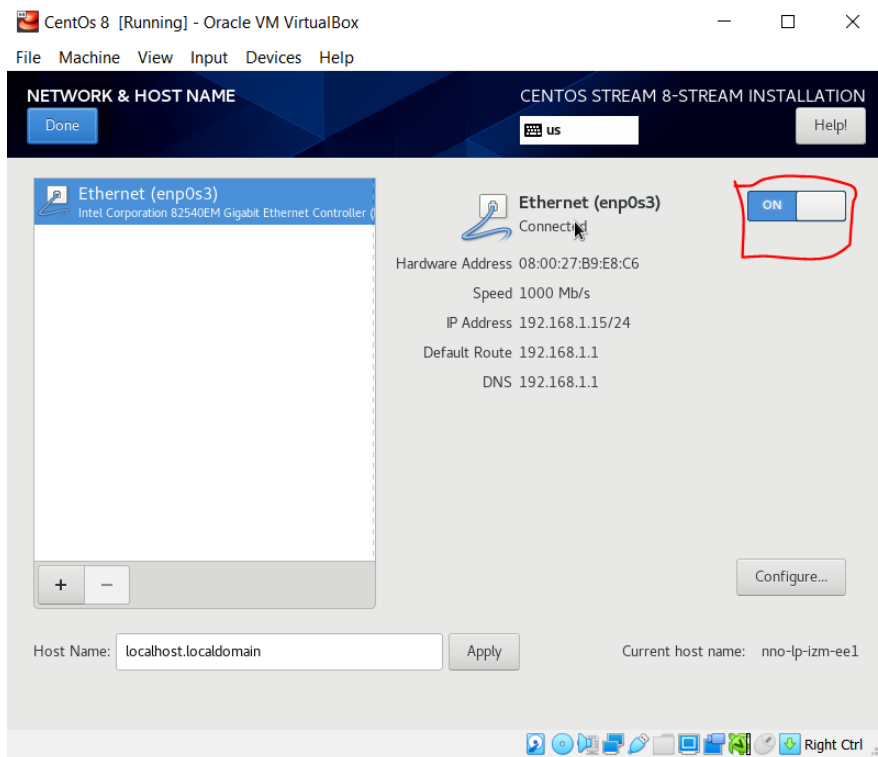 CentOs 8 [Running] - Oracle VM VirtualBox
File Machine View Input Devices Help
NETWORK & HOST NAME
CENTOS STREAM 8-STREAM INSTALLATION
Done
us
Help!
Ethernet (enp0s3)
Intel Corporation 82540EM Gigabit Ethernet Controller (
Ethernet (enp0s3)
Connected
ON
Hardware Address 08:00:27:B9:E8:C6
Speed 1000 Mb/s
IP Address 192.168.1.15/24
Default Route 192.168.1.1
DNS 192.168.1.1
+ −
Configure...
Host Name: localhost.localdomain Apply Current host name: nno-lp-izm-ee1
Right Ctrl